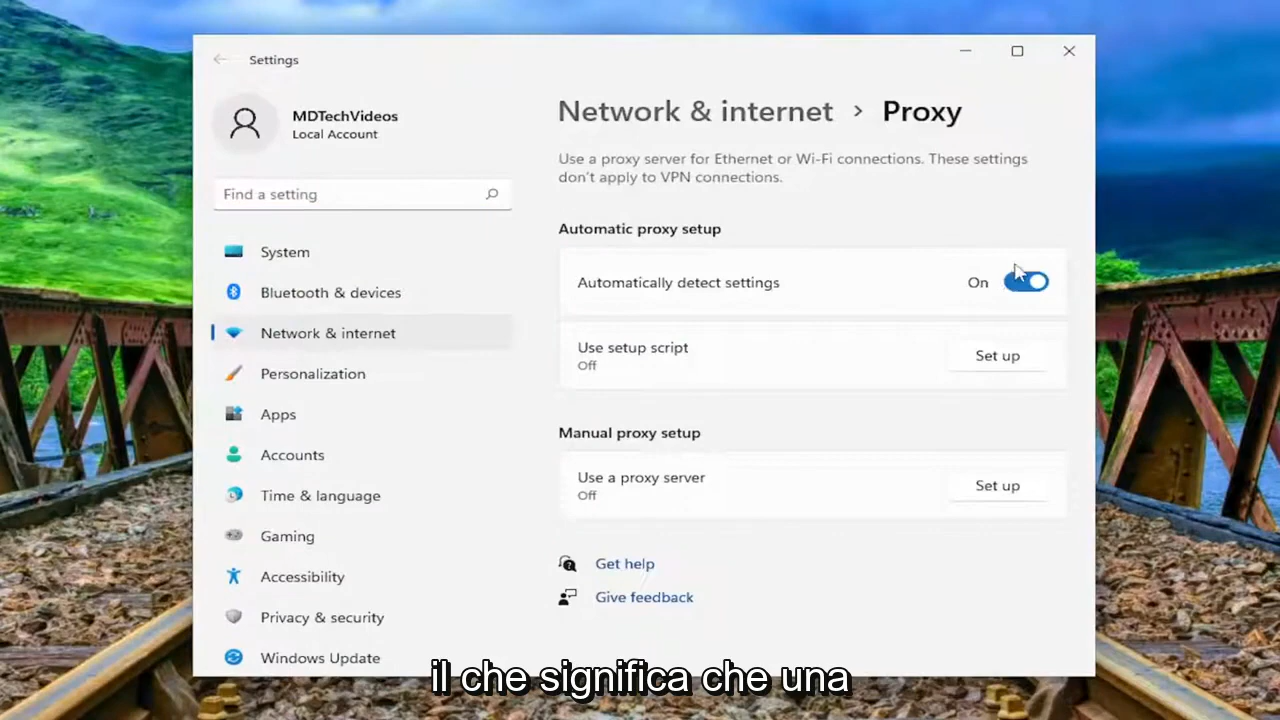 Settings
MDTechVideos
Local Account
Find a setting
System
Bluetooth & devices
Network & internet
Personalization
Apps
Accounts
Time & language
Gaming
Accessibility
Privacy & security
Windows Update
Network & internet > Proxy
Use a proxy server for Ethernet or Wi-Fi connections. These settings
don't apply to VPN connections.
Automatic proxy setup
Automatically detect settings On
Use setup script
Off
Set up
Manual proxy setup
Use a proxy server
Off
Set up
Get help
Give feedback
il che significa che una